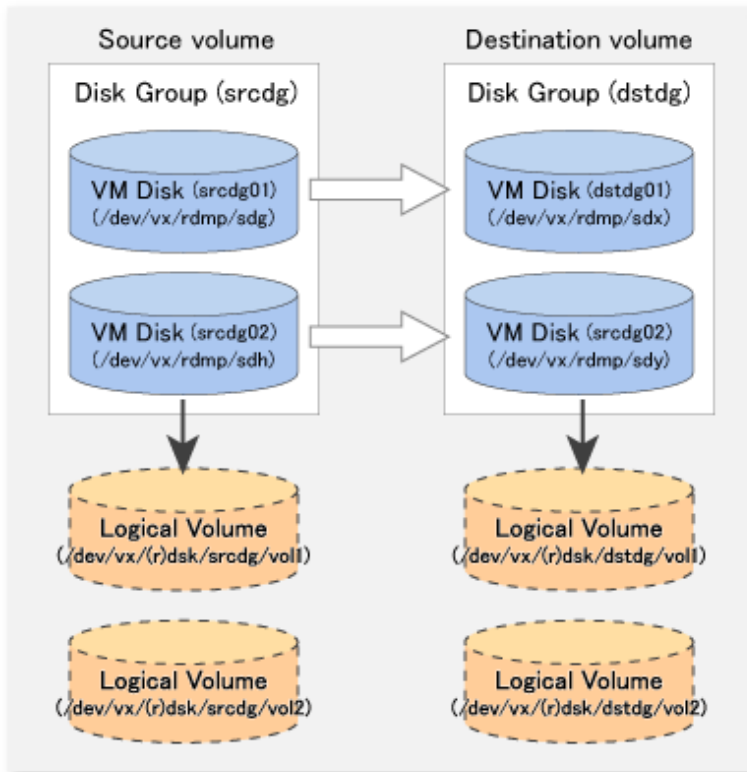 Source volume
Destination volume
Disk Group (srcdg)
Disk Group (dstdg)
VM Disk (srcdg01)
(/dev/vx/rdmp/sdg)
VM Disk (dstdg01)
(/dev/vx/rdmp/sdx)
VM Disk (srcdg02)
(/dev/vx/rdmp/sdh)
VM Disk (srcdg02)
(/dev/vx/rdmp/sdy)
Logical Volume
(/dev/vx/(r)dsk/srcdg/vol1)
Logical Volume
(/dev/vx/(r)dsk/dstdg/vol1)
Logical Volume
(/dev/vx/(r)dsk/srcdg/vol2)
Logical Volume
(/dev/vx/(r)dsk/dstdg/vol2)